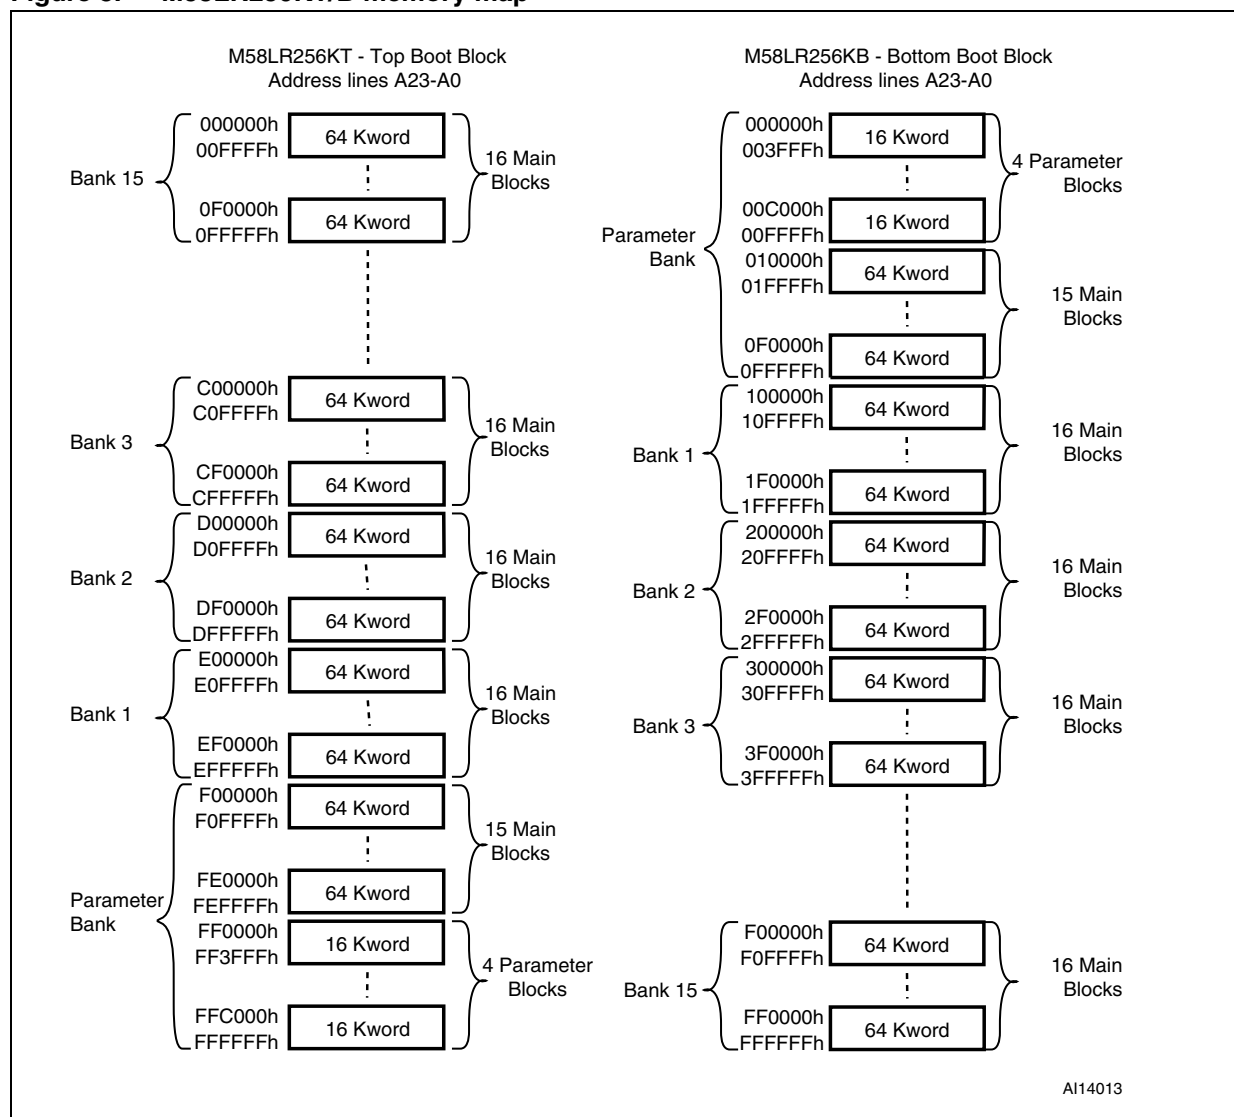 Figure M58LR256KT/B memory map
M58LR256KT - Top Boot Block
Address lines A23-A0
Bank 15
000000h
00FFFFh
64 Kword
0F0000h
0FFFFFh
64 Kword
16 Main
Blocks
Bank 3
C00000h
C0FFFFh
64 Kword
CF0000h
CFFFFFh
64 Kword
16 Main
Blocks
Bank 2
D00000h
D0FFFFh
64 Kword
DF0000h
DFFFFFh
64 Kword
16 Main
Blocks
Bank 1
E00000h
E0FFFFh
64 Kword
EF0000h
EFFFFFh
64 Kword
16 Main
Blocks
Parameter
Bank
F00000h
F0FFFFh
64 Kword
FE0000h
FEFFFFh
64 Kword
15 Main
Blocks
FF0000h
FF3FFFh
16 Kword
FFC000h
FFFFFFh
16 Kword
4 Parameter
Blocks
M58LR256KB - Bottom Boot Block
Address lines A23-A0
Parameter
Bank
000000h
003FFFh
16 Kword
00C000h
00FFFFh
16 Kword
4 Parameter
Blocks
010000h
01FFFFh
64 Kword
0F0000h
0FFFFFh
64 Kword
15 Main
Blocks
Bank 1
100000h
10FFFFh
64 Kword
1F0000h
1FFFFFh
64 Kword
16 Main
Blocks
Bank 2
200000h
20FFFFh
64 Kword
2F0000h
2FFFFFh
64 Kword
16 Main
Blocks
Bank 3
300000h
30FFFFh
64 Kword
3F0000h
3FFFFFh
64 Kword
16 Main
Blocks
Bank 15
F00000h
F0FFFFh
64 Kword
FF0000h
FFFFFFh
64 Kword
16 Main
Blocks
AI14013